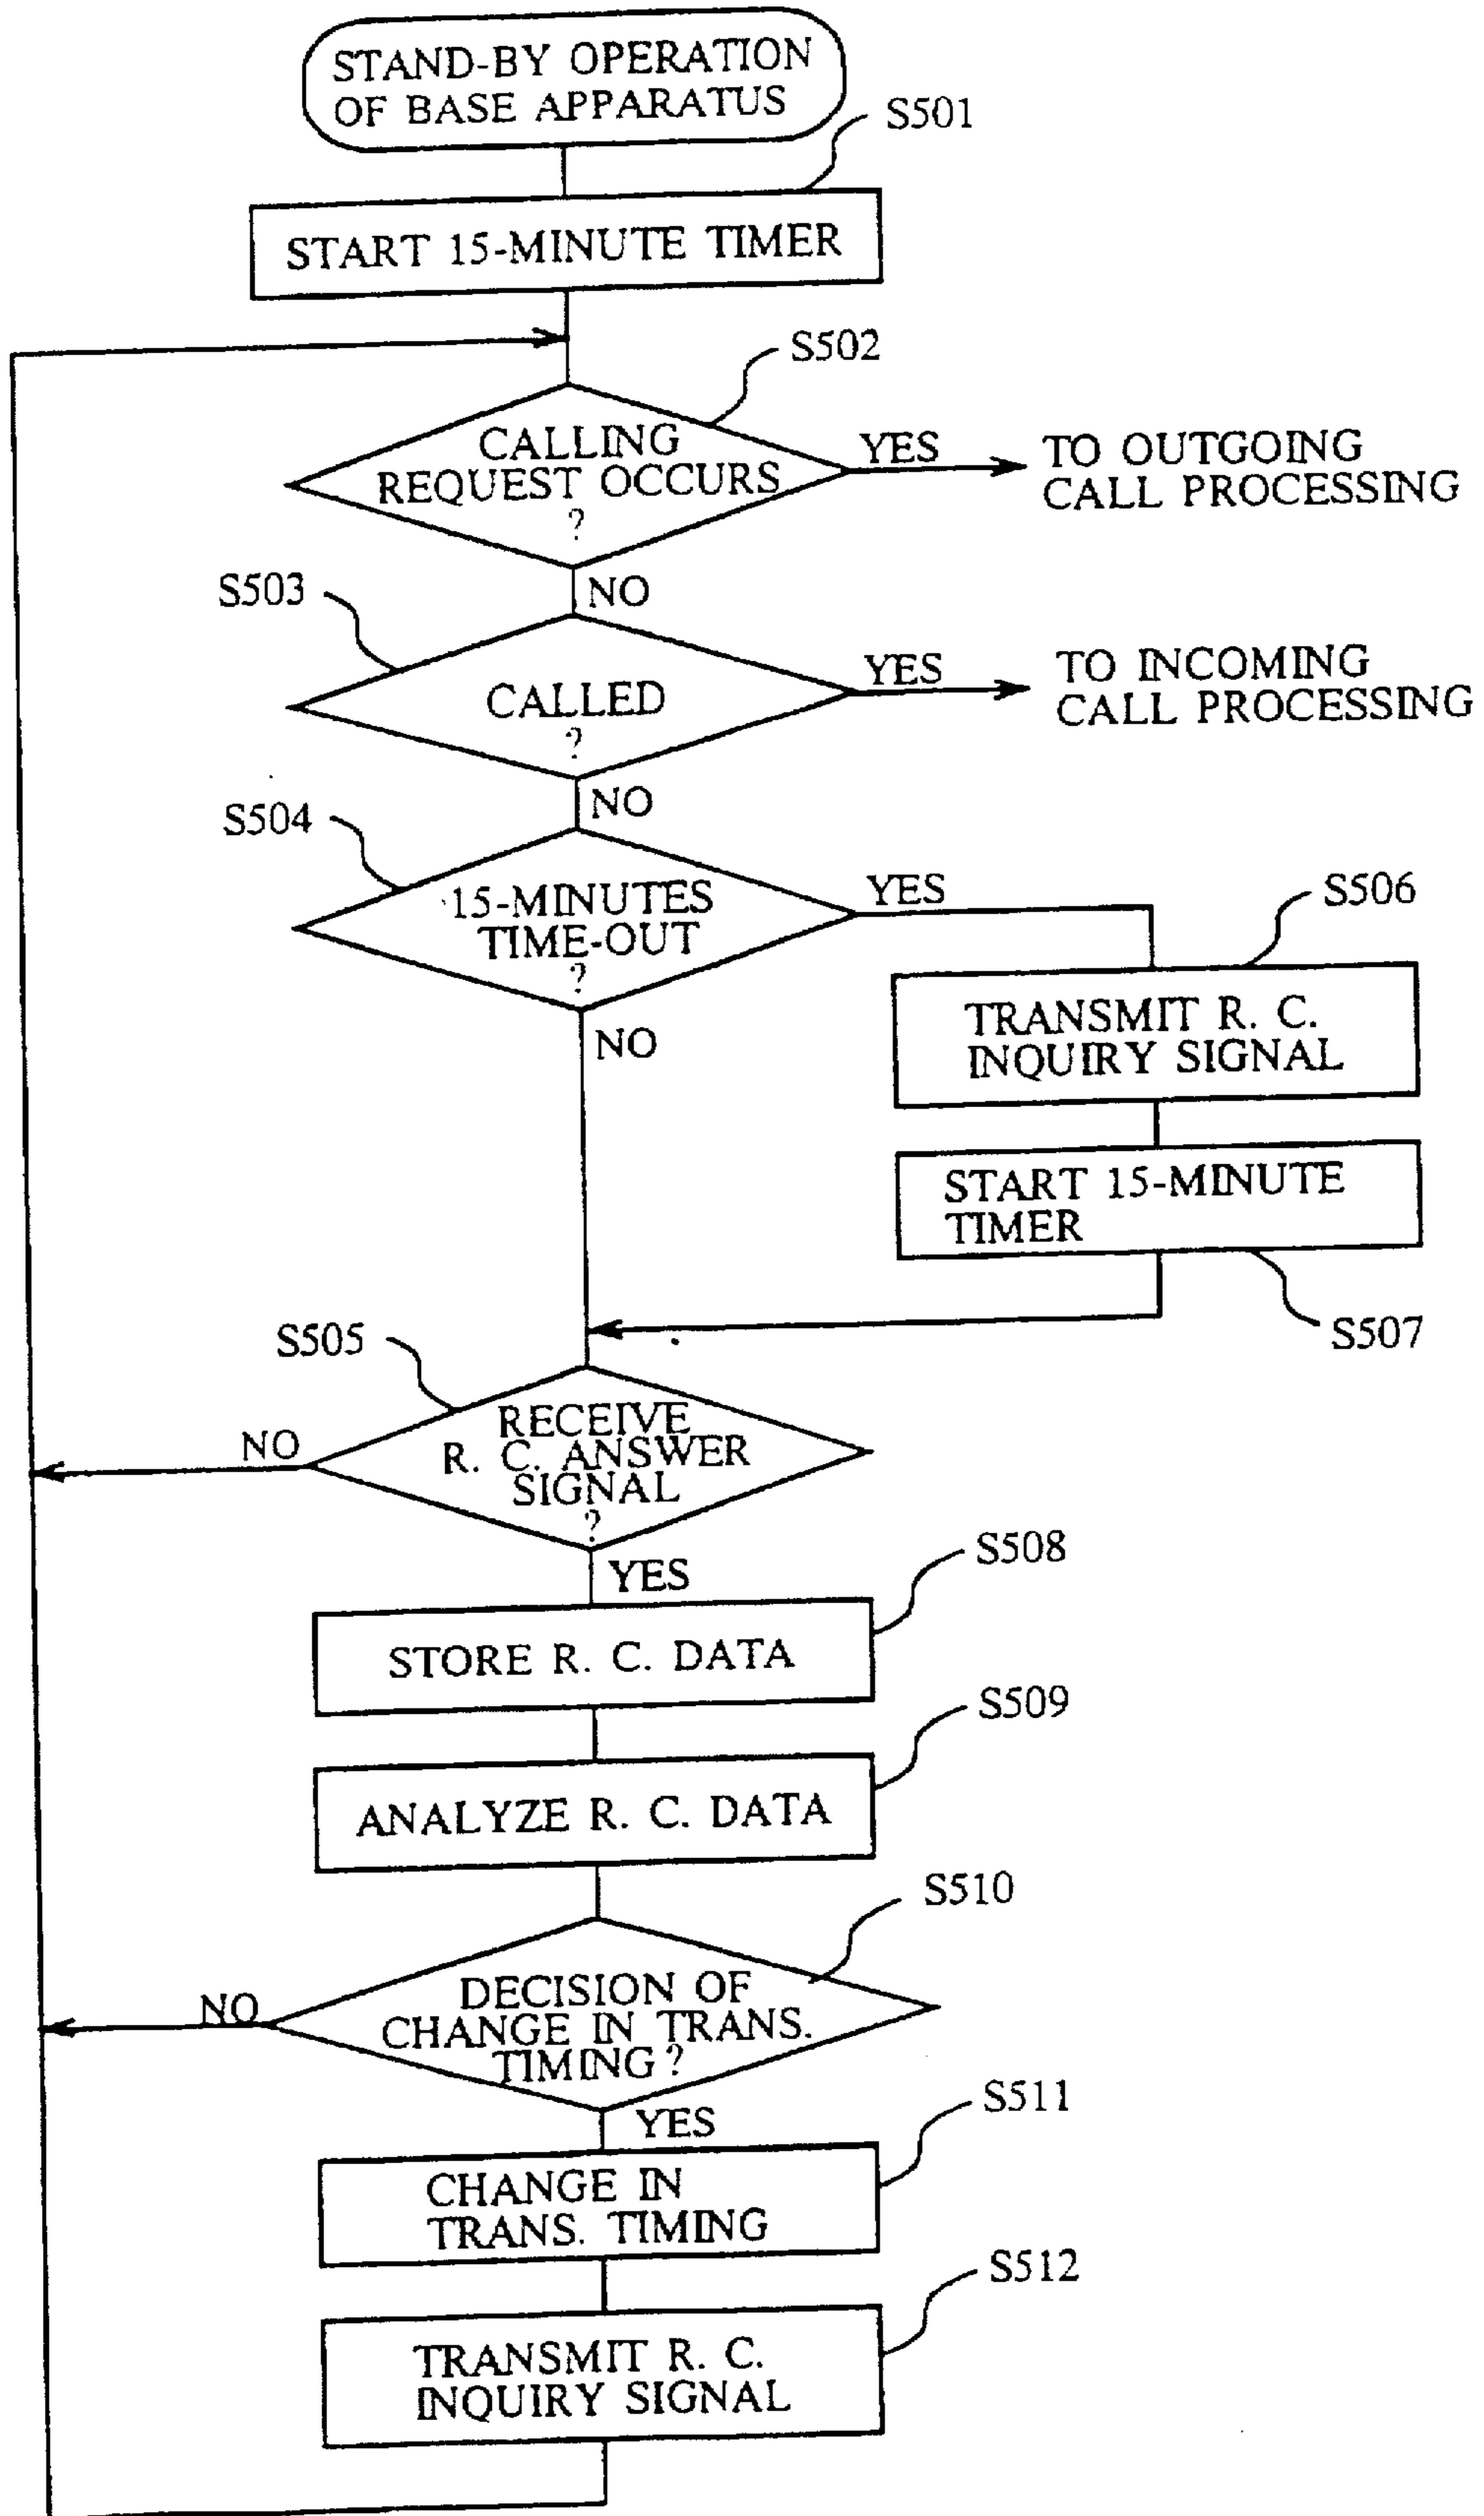 STAND-BY OPERATION
OF BASE APPARATUS
S501
START 15-MINUTE TIMER
S502
CALLING
REQUEST OCCURS
?
YES
TO OUTGOING
CALL PROCESSING
NO
S503
CALLED
?
YES
TO INCOMING
CALL PROCESSING
NO
S504
15-MINUTES
TIME-OUT
?
YES
S506
TRANSMIT R. C.
INQUIRY SIGNAL
NO
START 15-MINUTE
TIMER
S507
S505
RECEIVE
R. C. ANSWER
SIGNAL
?
NO
YES
S508
STORE R. C. DATA
S509
ANALYZE R. C. DATA
S510
DECISION OF
CHANGE IN TRANS.
TIMING ?
NO
YES
S511
CHANGE IN
TRANS. TIMING
S512
TRANSMIT R. C.
INQUIRY SIGNAL